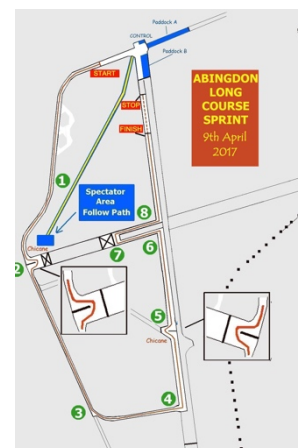 Paddock A
CONTROL
Paddock B
START
STOP
FINISH
ABINGDON
LONG
COURSE
SPRINT
9th April
2017
1
Spectator
Area
Follow Path
8
Chicane
7
6
2
5
Chicane
4
3